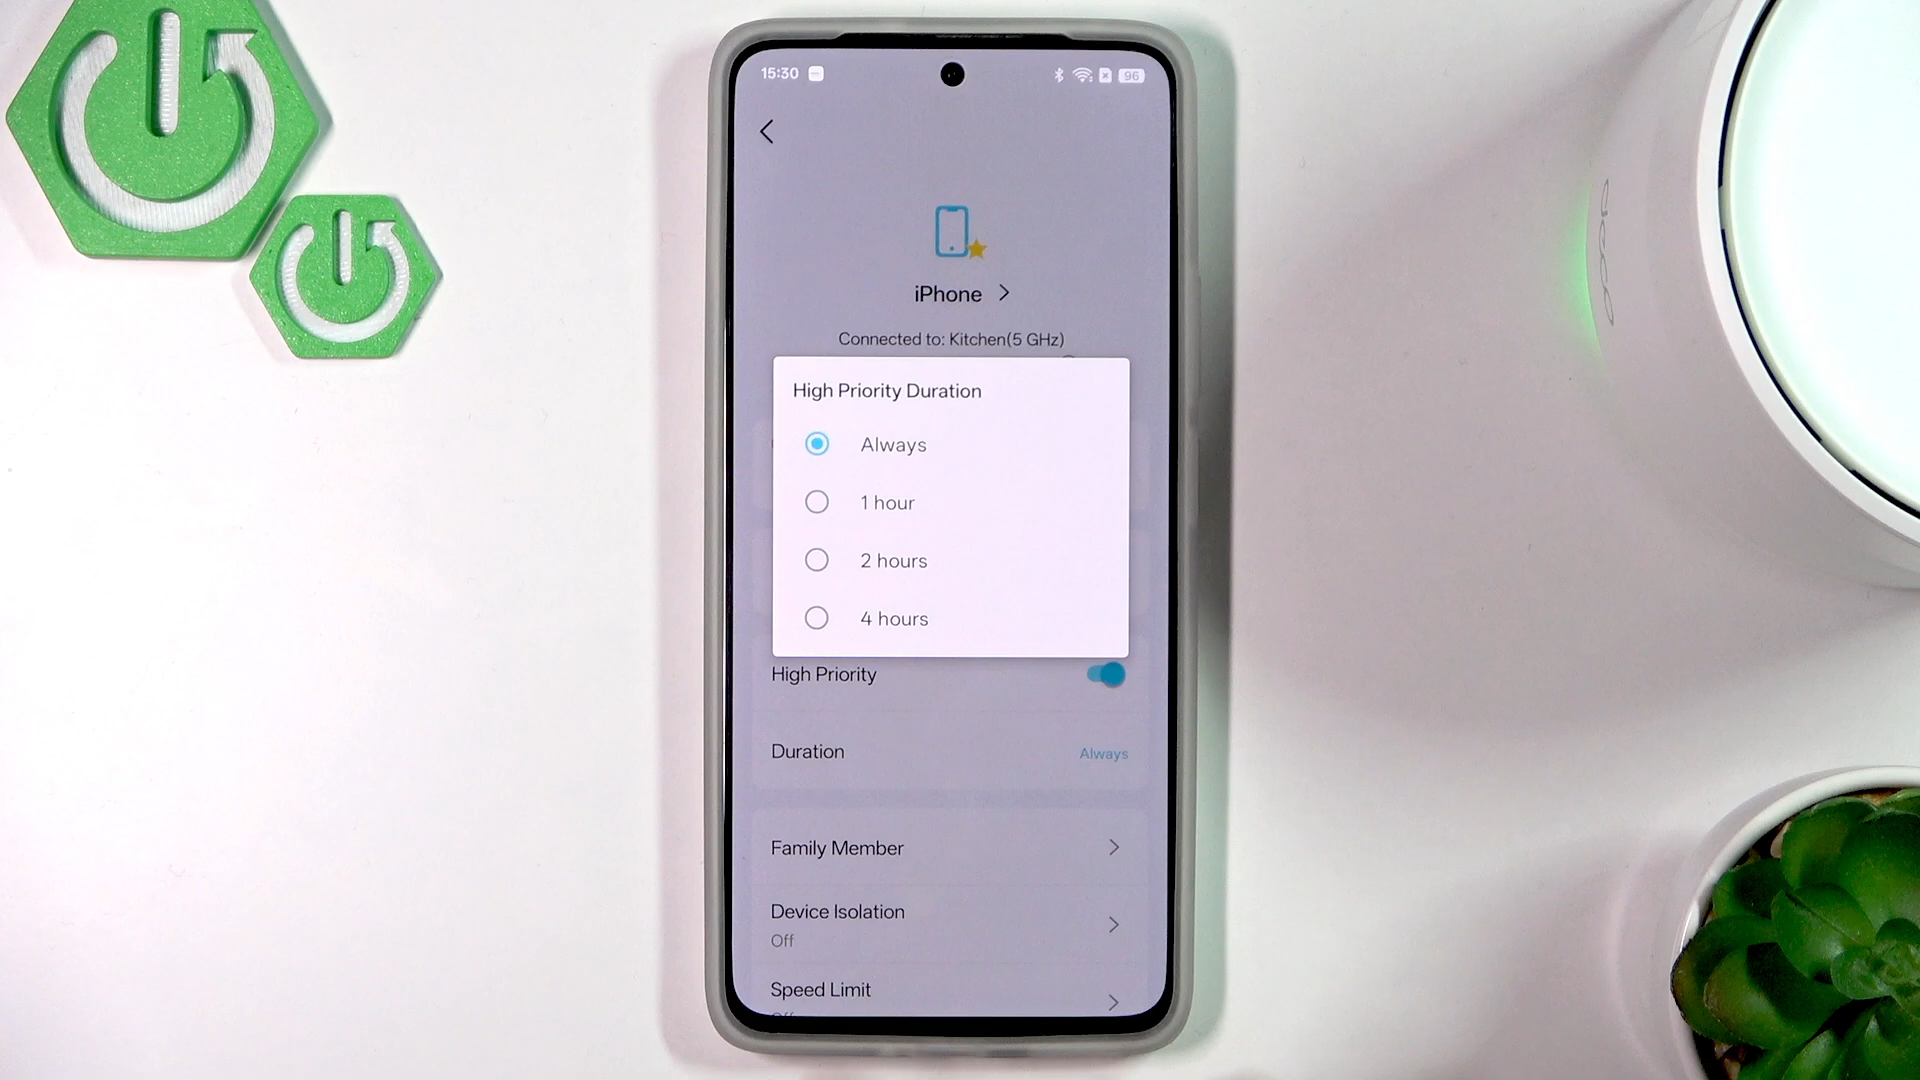 15:30
96
iPhone
Connected to: Kitchen(5 GHz)
High Priority Duration
Always
1 hour
2 hours
4 hours
High Priority
Duration Always
Family Member
Device Isolation
Off
Speed Limit